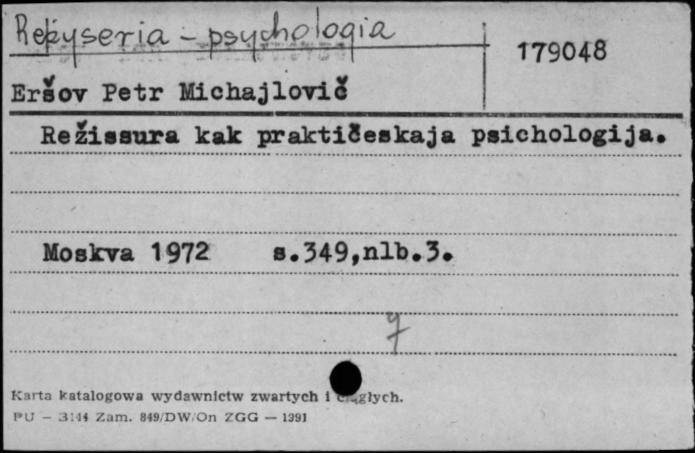 Reżyseria – psychologia
179048
Eršov Petr Michajlovič
Režissura kak praktičeskaja psichologija.
Moskva 1972 s.349,nlb.3.
7
Karta katalogowa wydawnictw zwartych i ciągłych.
PU — 3144 Zam. 849/DW/On ZGG — 1391